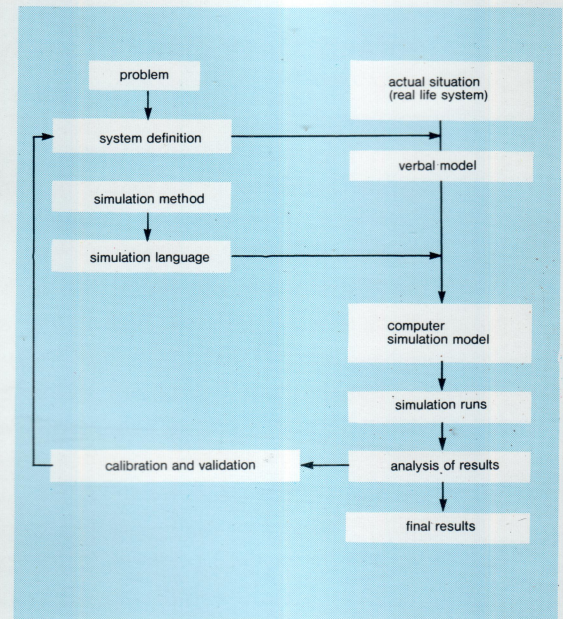 problem
actual situation
(real life system)
system definition
verbal model
simulation method
simulation language
computer
simulation model
simulation runs
calibration and validation
analysis of results
final results